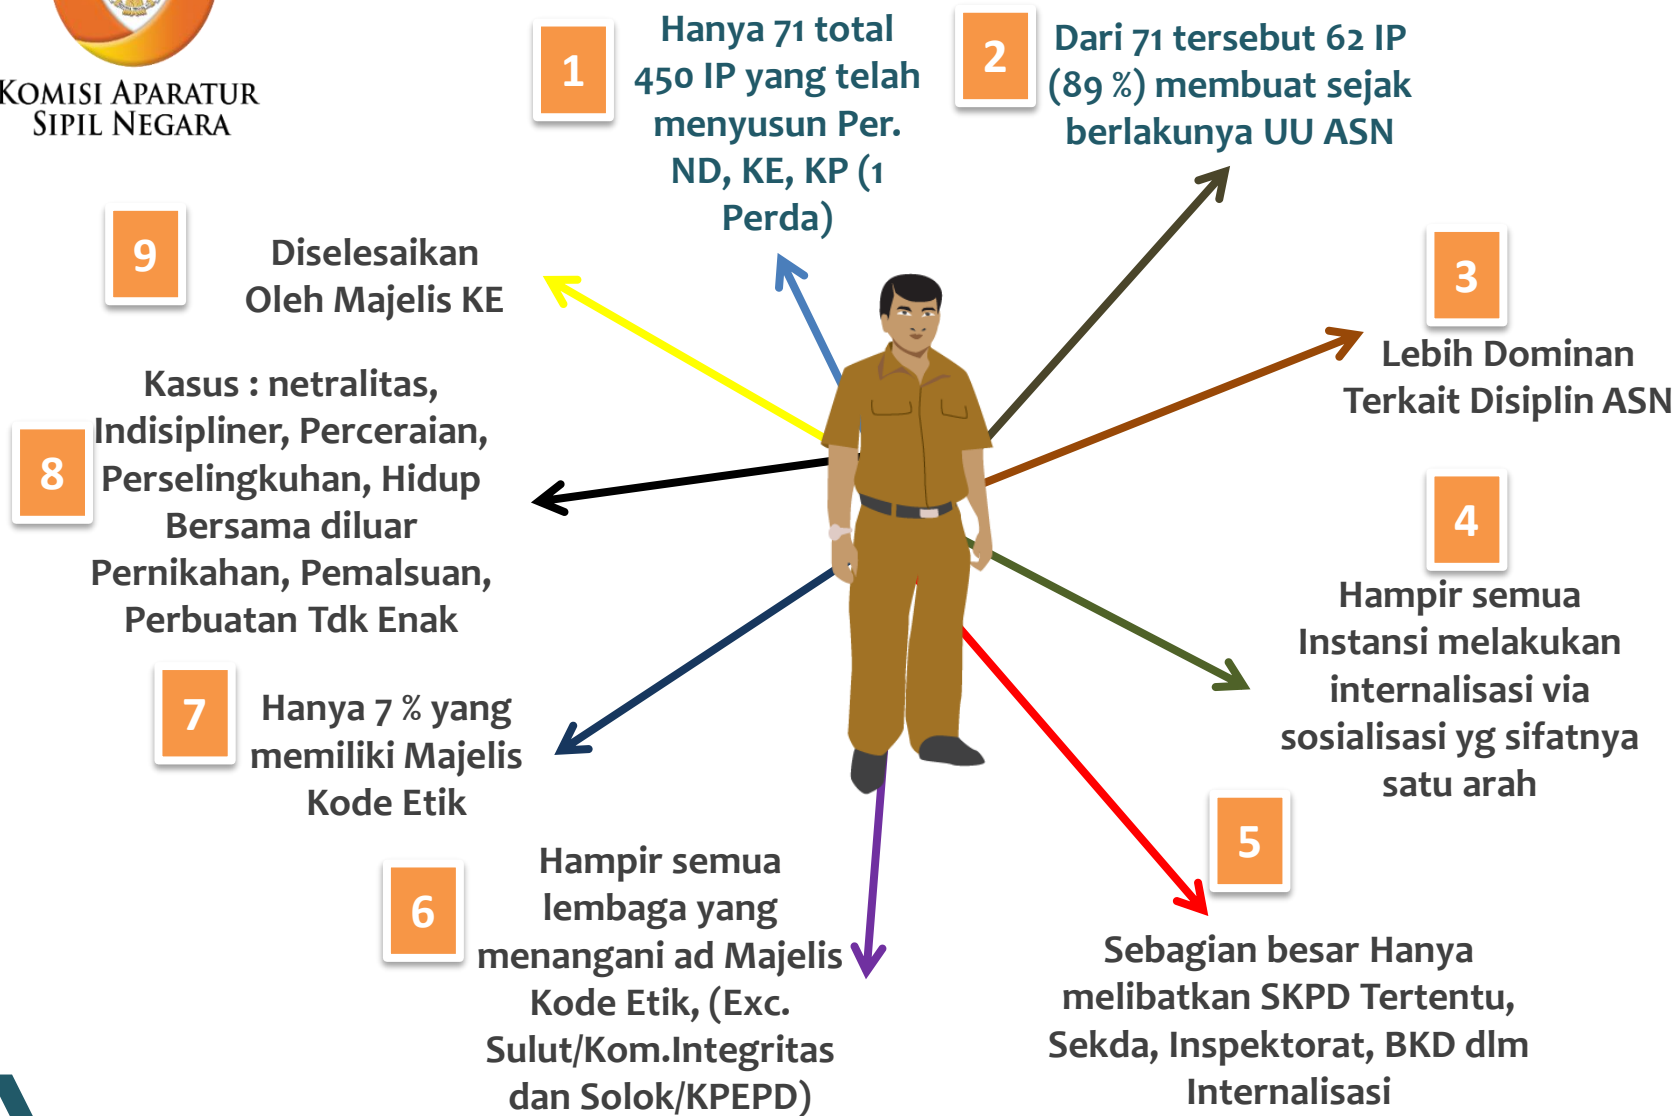 KOMISI APARATUR
SIPIL NEGARA
1
Hanya 71 total
450 IP yang telah
menyusun Per.
ND, KE, KP (1
Perda)
2
Dari 71 tersebut 62 IP
(89 %) membuat sejak
berlakunya UU ASN
3
Lebih Dominan
Terkait Disiplin ASN
4
Hampir semua
Instansi melakukan
internalisasi via
sosialisasi yg sifatnya
satu arah
5
Sebagian besar Hanya
melibatkan SKPD Tertentu,
Sekda, Inspektorat, BKD dlm
Internalisasi
6
Hampir semua
lembaga yang
menangani ad Majelis
Kode Etik, (Exc.
Sulut/Kom.Integritas
dan Solok/KPEPD)
7
Hanya 7 % yang
memiliki Majelis
Kode Etik
8
Kasus : netralitas,
Indisipliner, Perceraian,
Perselingkuhan, Hidup
Bersama diluar
Pernikahan, Pemalsuan,
Perbuatan Tdk Enak
9
Diselesaikan
Oleh Majelis KE